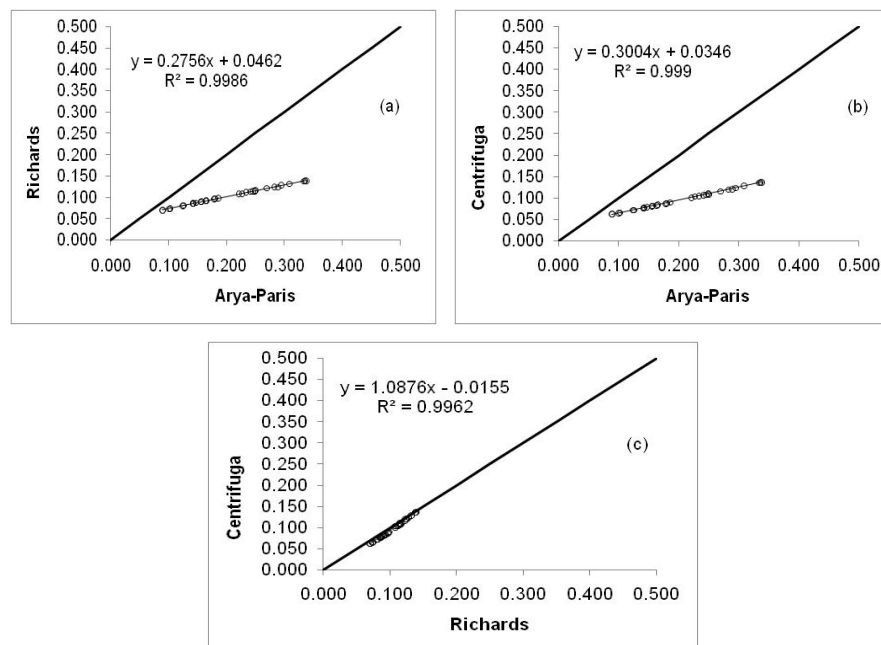 0.500
0.450
0.400
0.350
0.300
0.250
0.200
0.150
0.100
0.050
0.000
Richards
y = 0.2756x + 0.0462
R² = 0.9986
(a)
0.000 0.100 0.200 0.300 0.400 0.500
Arya-Paris
0.500
0.450
0.400
0.350
0.300
0.250
0.200
0.150
0.100
0.050
0.000
Centrifuga
y = 0.3004x + 0.0346
R² = 0.999
(b)
0.000 0.100 0.200 0.300 0.400 0.500
Arya-Paris
0.500
0.450
0.400
0.350
0.300
0.250
0.200
0.150
0.100
0.050
0.000
Centrifuga
y = 1.0876x - 0.0155
R² = 0.9962
(c)
0.000 0.100 0.200 0.300 0.400 0.500
Richards